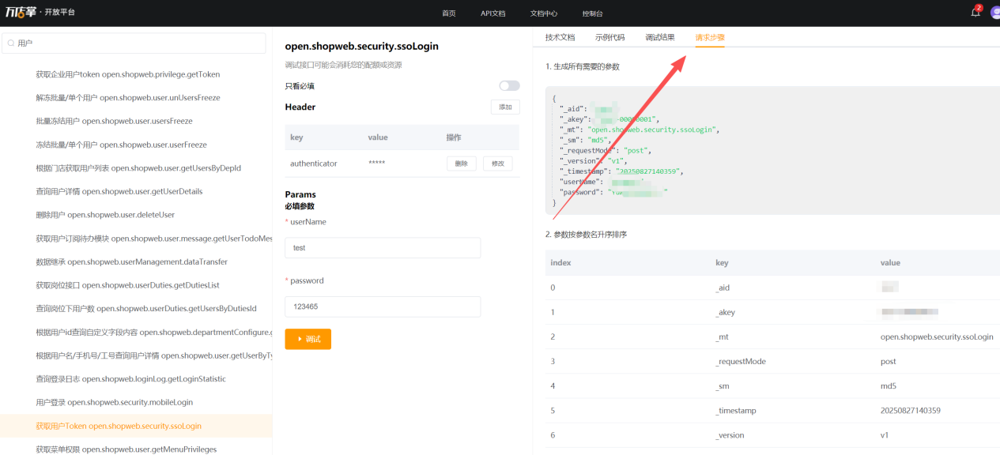 万店掌 · 开放平台
首页 API文档 文档中心 控制台
2
用户
获取企业用户token open.shopweb.privilege.getToken
解冻批量/单个用户 open.shopweb.user.unUsersFreeze
批量冻结用户 open.shopweb.user.usersFreeze
冻结批量/单个用户 open.shopweb.user.userFreeze
根据门店获取用户列表 open.shopweb.user.getUsersByDepId
查询用户详情 open.shopweb.user.getUserDetails
删除用户 open.shopweb.user.deleteUser
获取用户订阅待办模块 open.shopweb.user.message.getUserTodoMes
数据继承 open.shopweb.userManagement.dataTransfer
获取岗位接口 open.shopweb.userDuties.getDutiesList
查询岗位下用户数 open.shopweb.userDuties.getUsersByDutiesId
根据用户id查询自定义字段内容 open.shopweb.departmentConfigure.g
根据用户名/手机号/工号查询用户详情 open.shopweb.user.getUserByTy
查询登录日志 open.shopweb.loginLog.getLoginStatistic
用户登录 open.shopweb.security.mobileLogin
获取用户Token open.shopweb.security.ssoLogin
获取菜单权限 open.shopweb.user.getMenuPrivileges
open.shopweb.security.ssoLogin
调试接口可能会消耗您的配额或资源
只看必填
Header 添加
key value 操作
authenticator ***** 删除 修改
Params
必填参数
* userName
test
* password
123465
调试
技术文档 示例代码 调试结果 请求步骤
1. 生成所有需要的参数
{
"_aid":
"_akey": -00000001",
"_mt": "open.shopweb.security.ssoLogin",
"_sm": "md5",
"_requestMode": "post",
"_version": "v1",
"_timestamp": "20250827140359",
"userName":
"password":
}
2. 参数按参数名升序排序
index key value
0 _aid
1 _akey
2 _mt open.shopweb.security.ssoLogin
3 _requestMode post
4 _sm md5
5 _timestamp 20250827140359
6 _version v1